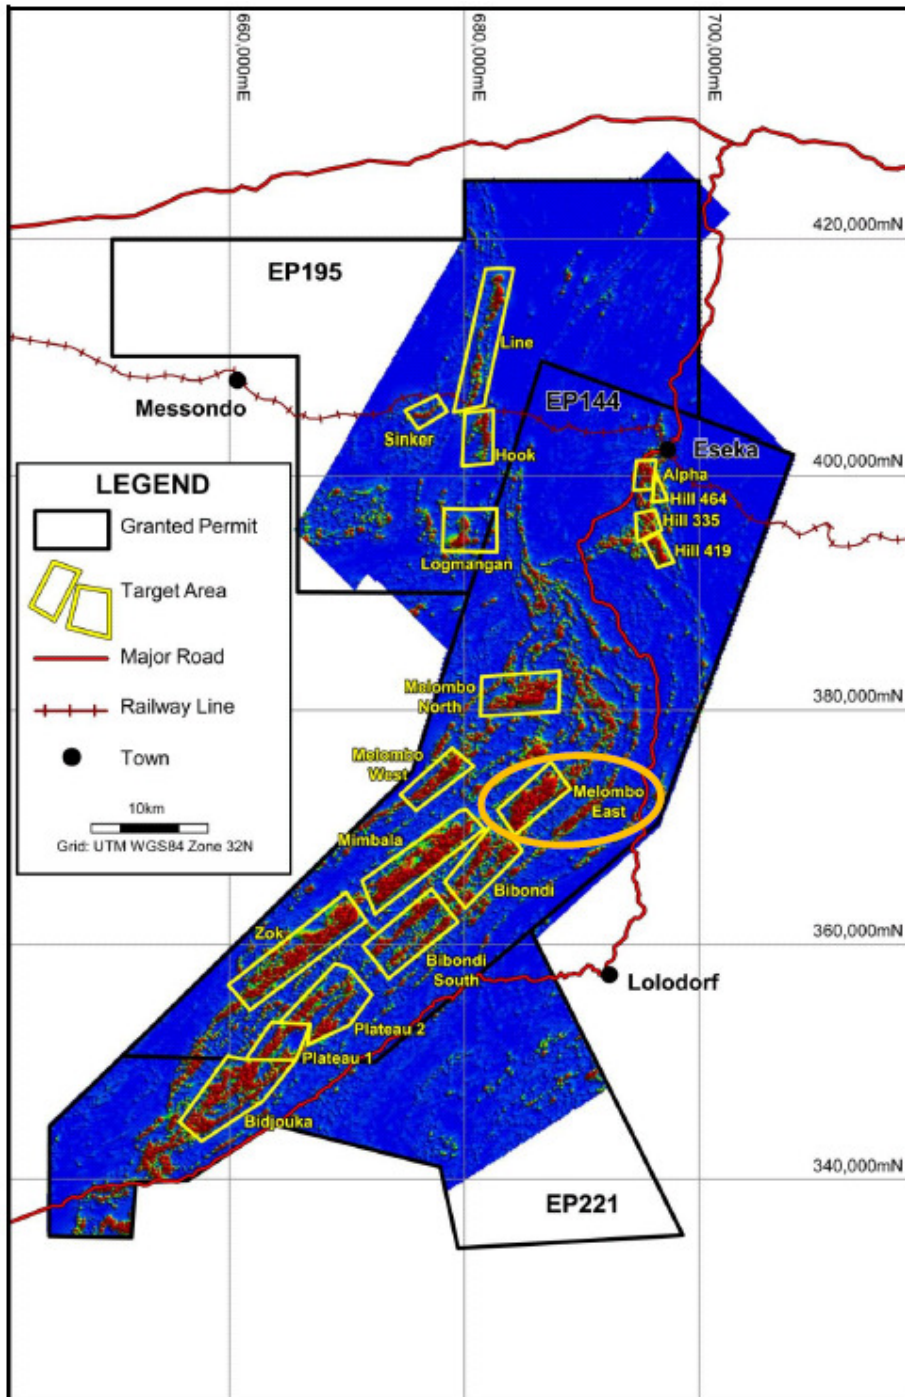 660,000mE
680,000mE
700,000mE
420,000mN
EP195
Line
EP144
Messondo
Sinker
Hook
Eseka
400,000mN
Alpha
Hill 464
Hill 335
Hill 419
Logmangan
LEGEND
Granted Permit
Target Area
Major Road
Railway Line
Town
10km
Grid: UTM WGS84 Zone 32N
Melombo
North
380,000mN
Melombo
West
Melombo
East
Mimbala
Bibondi
Zok
Bibondi
South
360,000mN
Lolodorf
Plateau 2
Plateau 1
Bidjouka
340,000mN
EP221